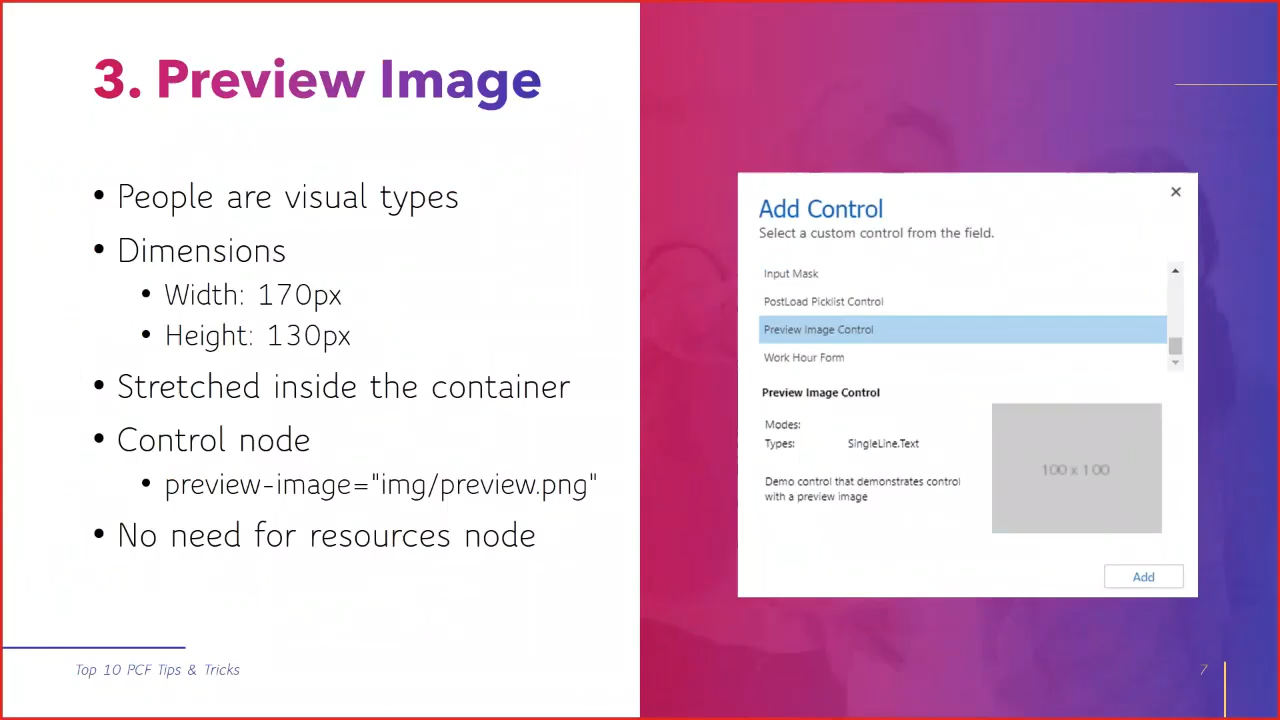 3. Preview Image
• People are visual types
• Dimensions
• Width: 170px
• Height: 130px
• Stretched inside the container
• Control node
• preview-image="img/preview.png"
• No need for resources node
Top 10 PCF Tips & Tricks
Add Control
Select a custom control from the field.
Input Mask
PostLoad Picklist Control
Preview Image Control
Work Hour Form
Preview Image Control
Modes:
Types: SingleLine.Text
Demo control that demonstrates control
with a preview image
100 x 100
Add
7